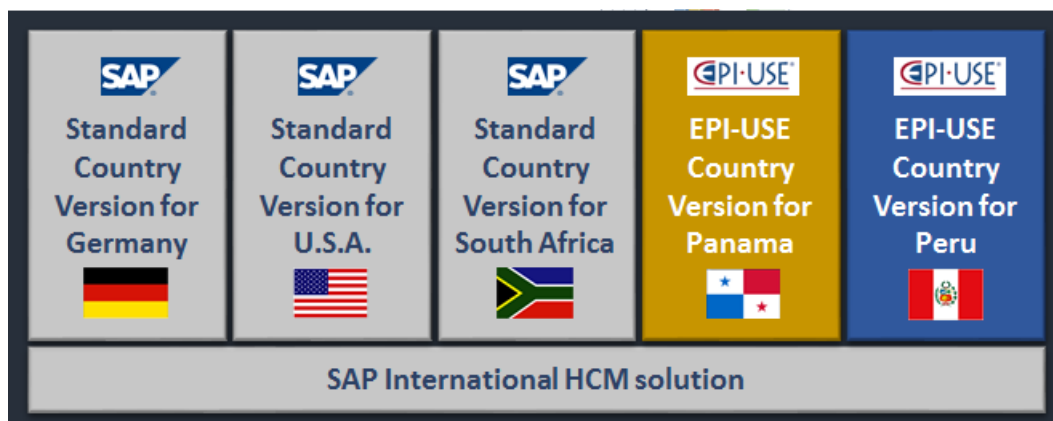 SAP
Standard
Country
Version for
Germany
SAP
Standard
Country
Version for
U.S.A.
SAP
Standard
Country
Version for
South Africa
EPI·USE
EPI-USE
Country
Version for
Panama
EPI·USE
EPI-USE
Country
Version for
Peru
SAP International HCM solution